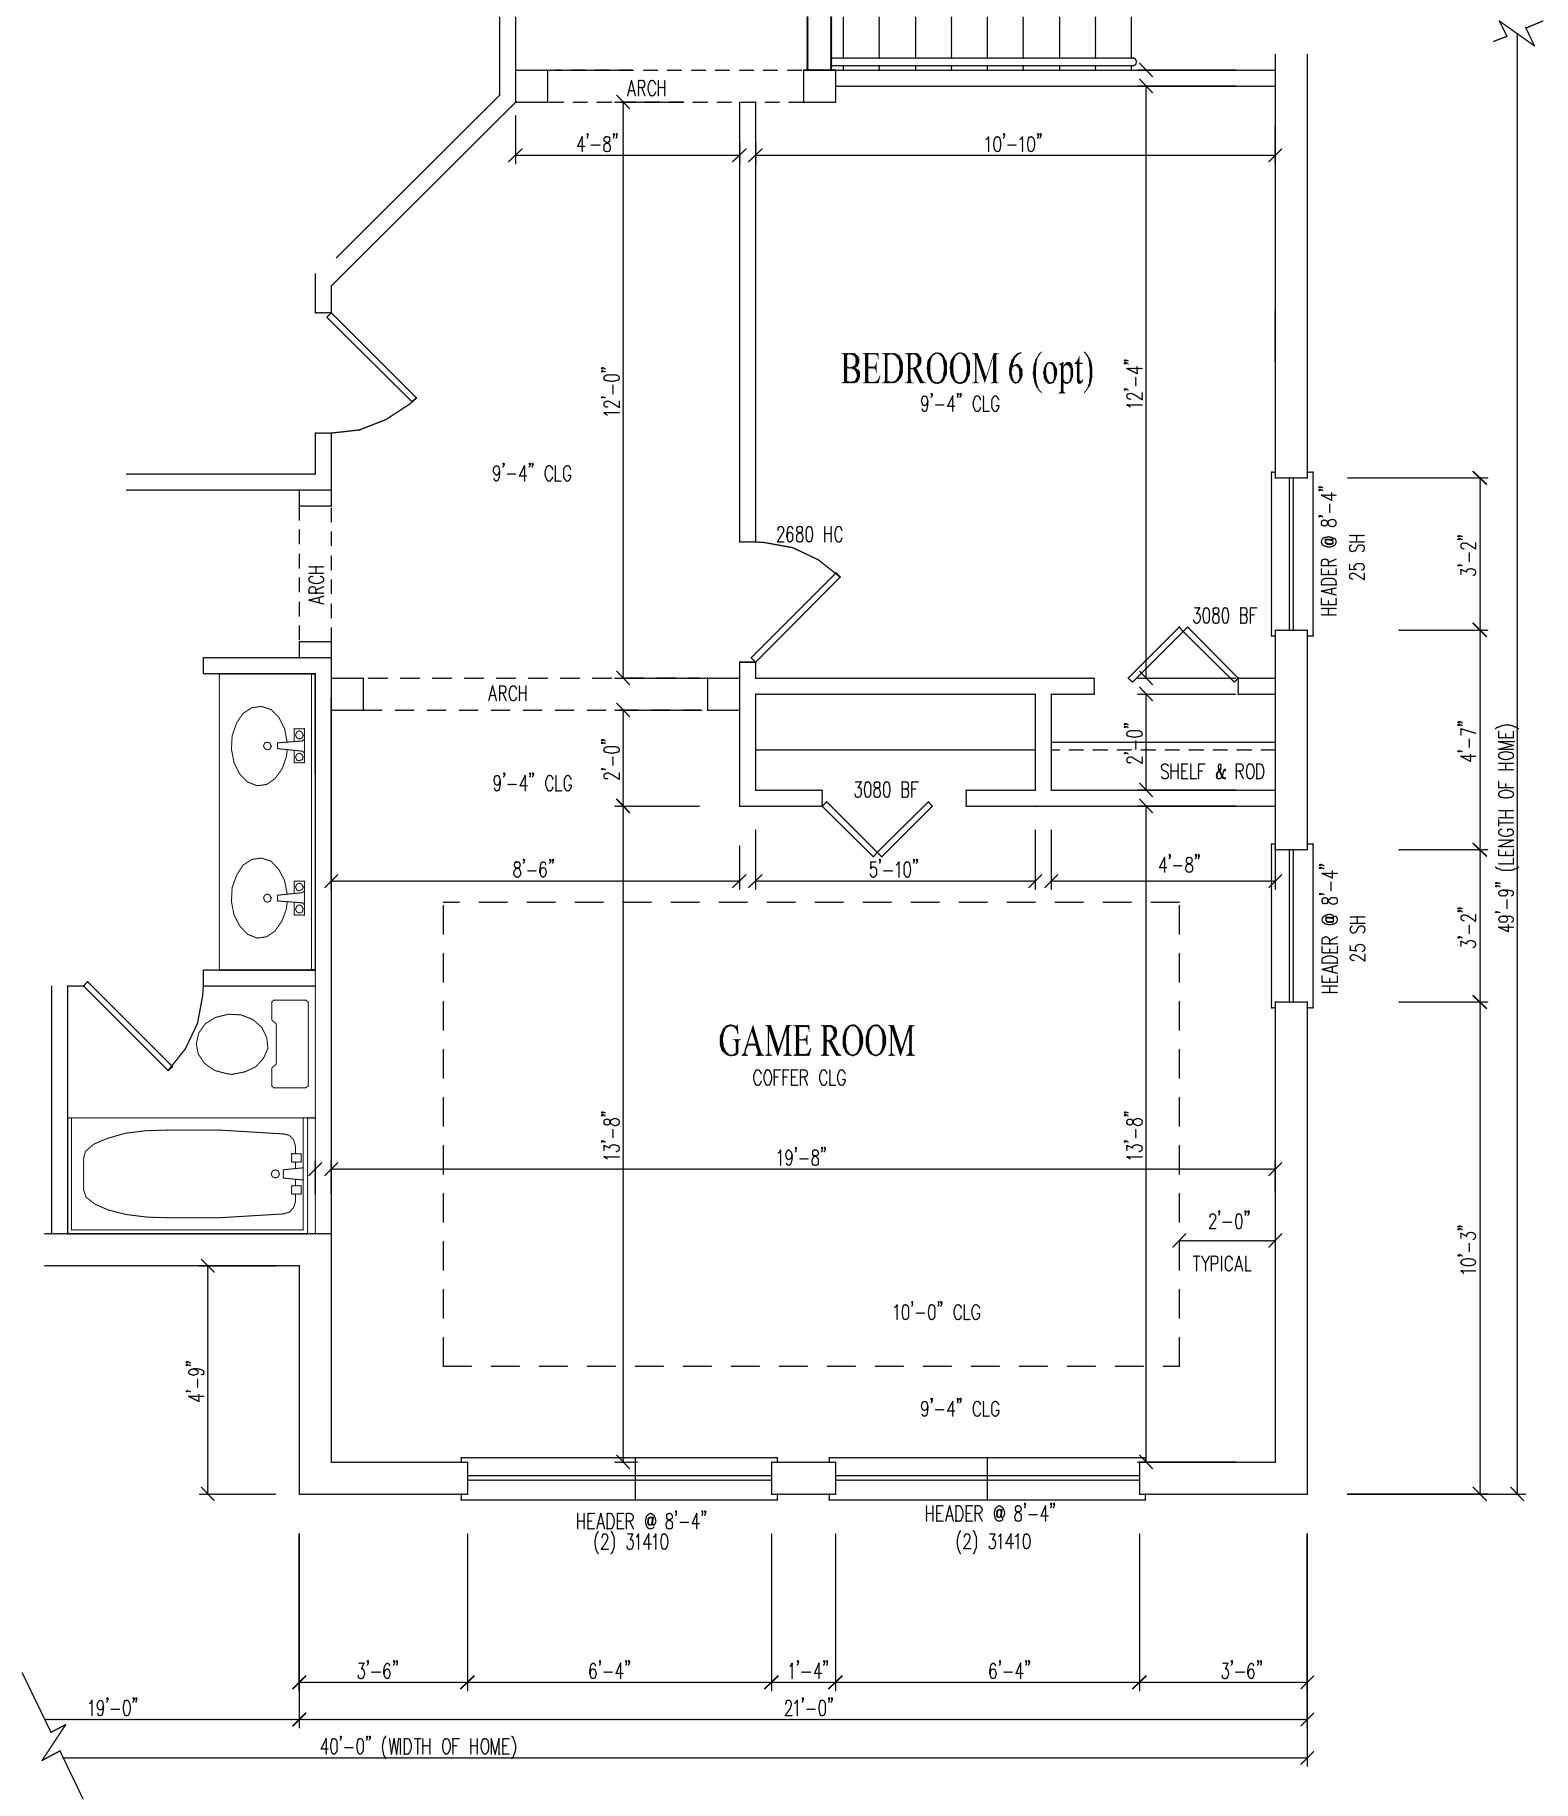 ARCH
4'-8"
10'-10"
BEDROOM 6 (opt)
9'-4" CLG
12'-0"
12'-4"
9'-4" CLG
2680 HC
HEADER @ 8'-4"
25 SH
3'-2"
ARCH
3080 BF
ARCH
9'-4" CLG
2'-0"
2'-0"
SHELF & ROD
3080 BF
4'-7"
49'-9" (LENGTH OF HOME)
8'-6"
5'-10"
4'-8"
HEADER @ 8'-4"
25 SH
3'-2"
GAME ROOM
COFFER CLG
13'-8"
13'-8"
19'-8"
2'-0"
TYPICAL
10'-3"
10'-0" CLG
4'-9"
9'-4" CLG
HEADER @ 8'-4"
(2) 31410
HEADER @ 8'-4"
(2) 31410
3'-6"
6'-4"
1'-4"
6'-4"
3'-6"
19'-0"
21'-0"
40'-0" (WIDTH OF HOME)